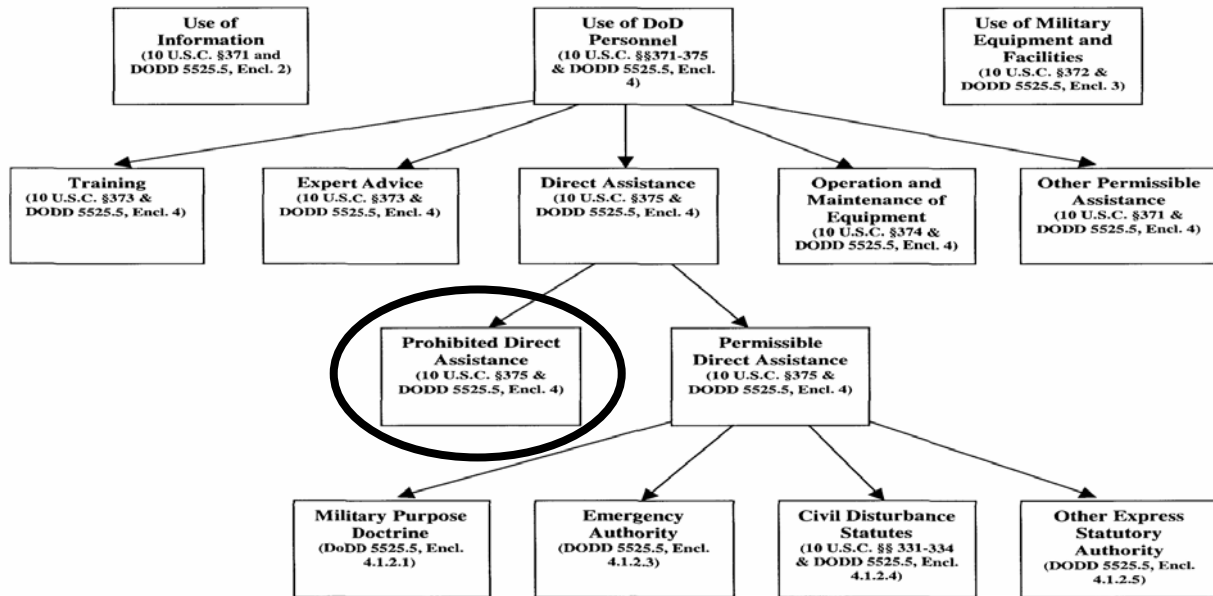 Use of
Information
(10 U.S.C. §371 and
DODD 5525.5, Encl. 2)
Use of DoD
Personnel
(10 U.S.C. §§371-375
& DODD 5525.5, Encl.
4)
Use of Military
Equipment and
Facilities
(10 U.S.C. §372 &
DODD 5525.5, Encl. 3)
Training
(10 U.S.C. §373 &
DODD 5525.5, Encl. 4)
Expert Advice
(10 U.S.C. §373 &
DODD 5525.5, Encl. 4)
Direct Assistance
(10 U.S.C. §375 &
DODD 5525.5, Encl. 4)
Operation and
Maintenance of
Equipment
(10 U.S.C. §374 &
DODD 5525.5, Encl. 4)
Other Permissible
Assistance
(10 U.S.C. §371 &
DODD 5525.5, Encl. 4)
Prohibited Direct
Assistance
(10 U.S.C. §375 &
DODD 5525.5, Encl. 4)
Permissible
Direct Assistance
(10 U.S.C. §375 &
DODD 5525.5, Encl. 4)
Military Purpose
Doctrine
(DoDD 5525.5, Encl.
4.1.2.1)
Emergency
Authority
(DODD 5525.5, Encl.
4.1.2.3)
Civil Disturbance
Statutes
(10 U.S.C. §§ 331-334
& DODD 5525.5, Encl.
4.1.2.4)
Other Express
Statutory
Authority
(DODD 5525.5, Encl.
4.1.2.5)